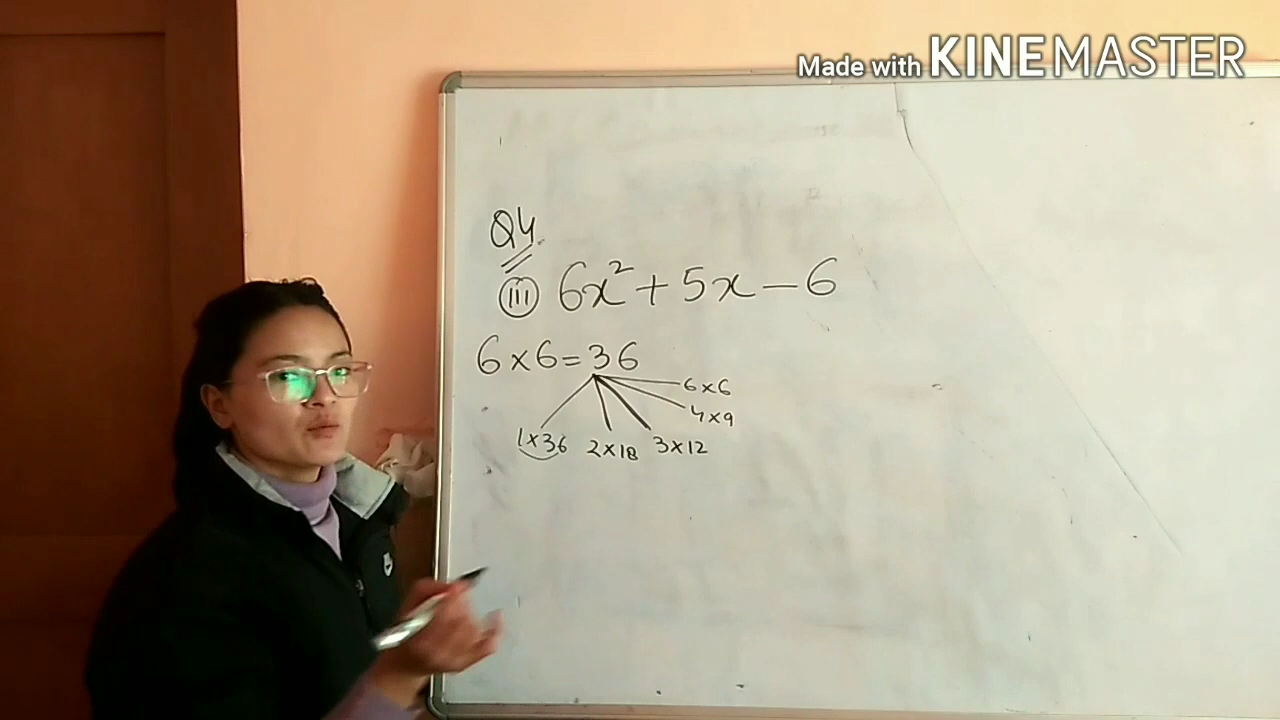 Made with KINEMASTER
Q4
(iii) 6x² + 5x - 6
6 × 6 = 36
6 × 6
4 × 9
1 × 36 2 × 18 3 × 12